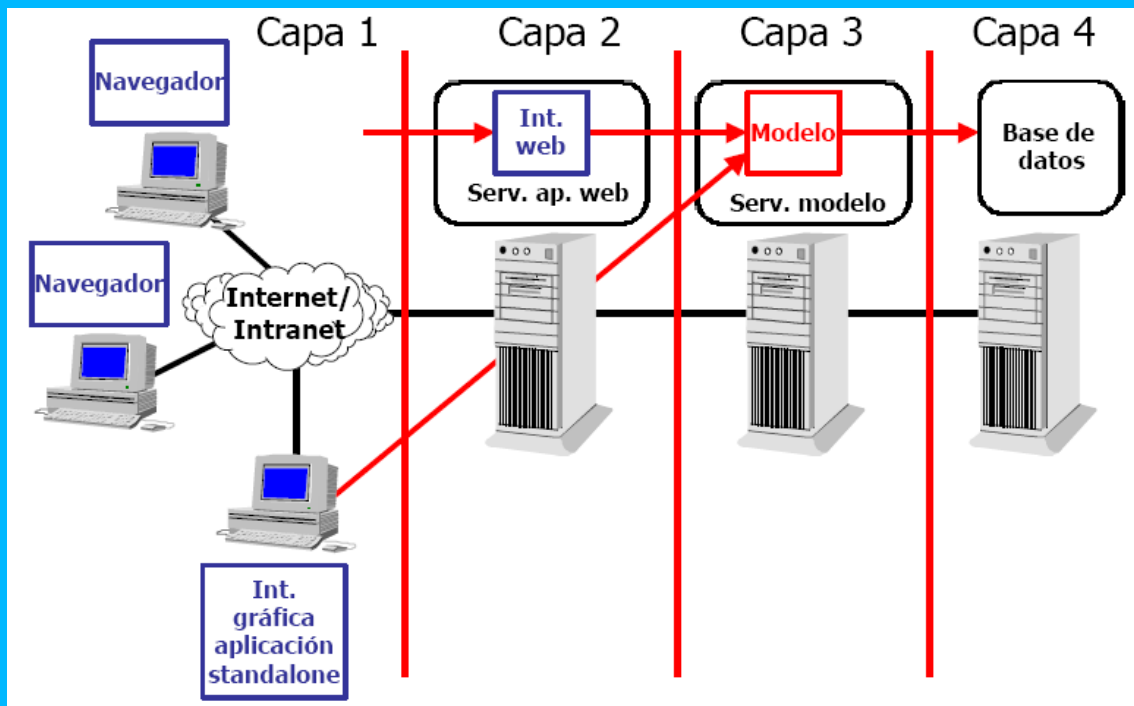 Capa 1
Capa 2
Capa 3
Capa 4
Navegador
Int.
web
Serv. ap. web
Modelo
Serv. modelo
Base de
datos
Navegador
Internet/
Intranet
Int.
gráfica
aplicación
standalone